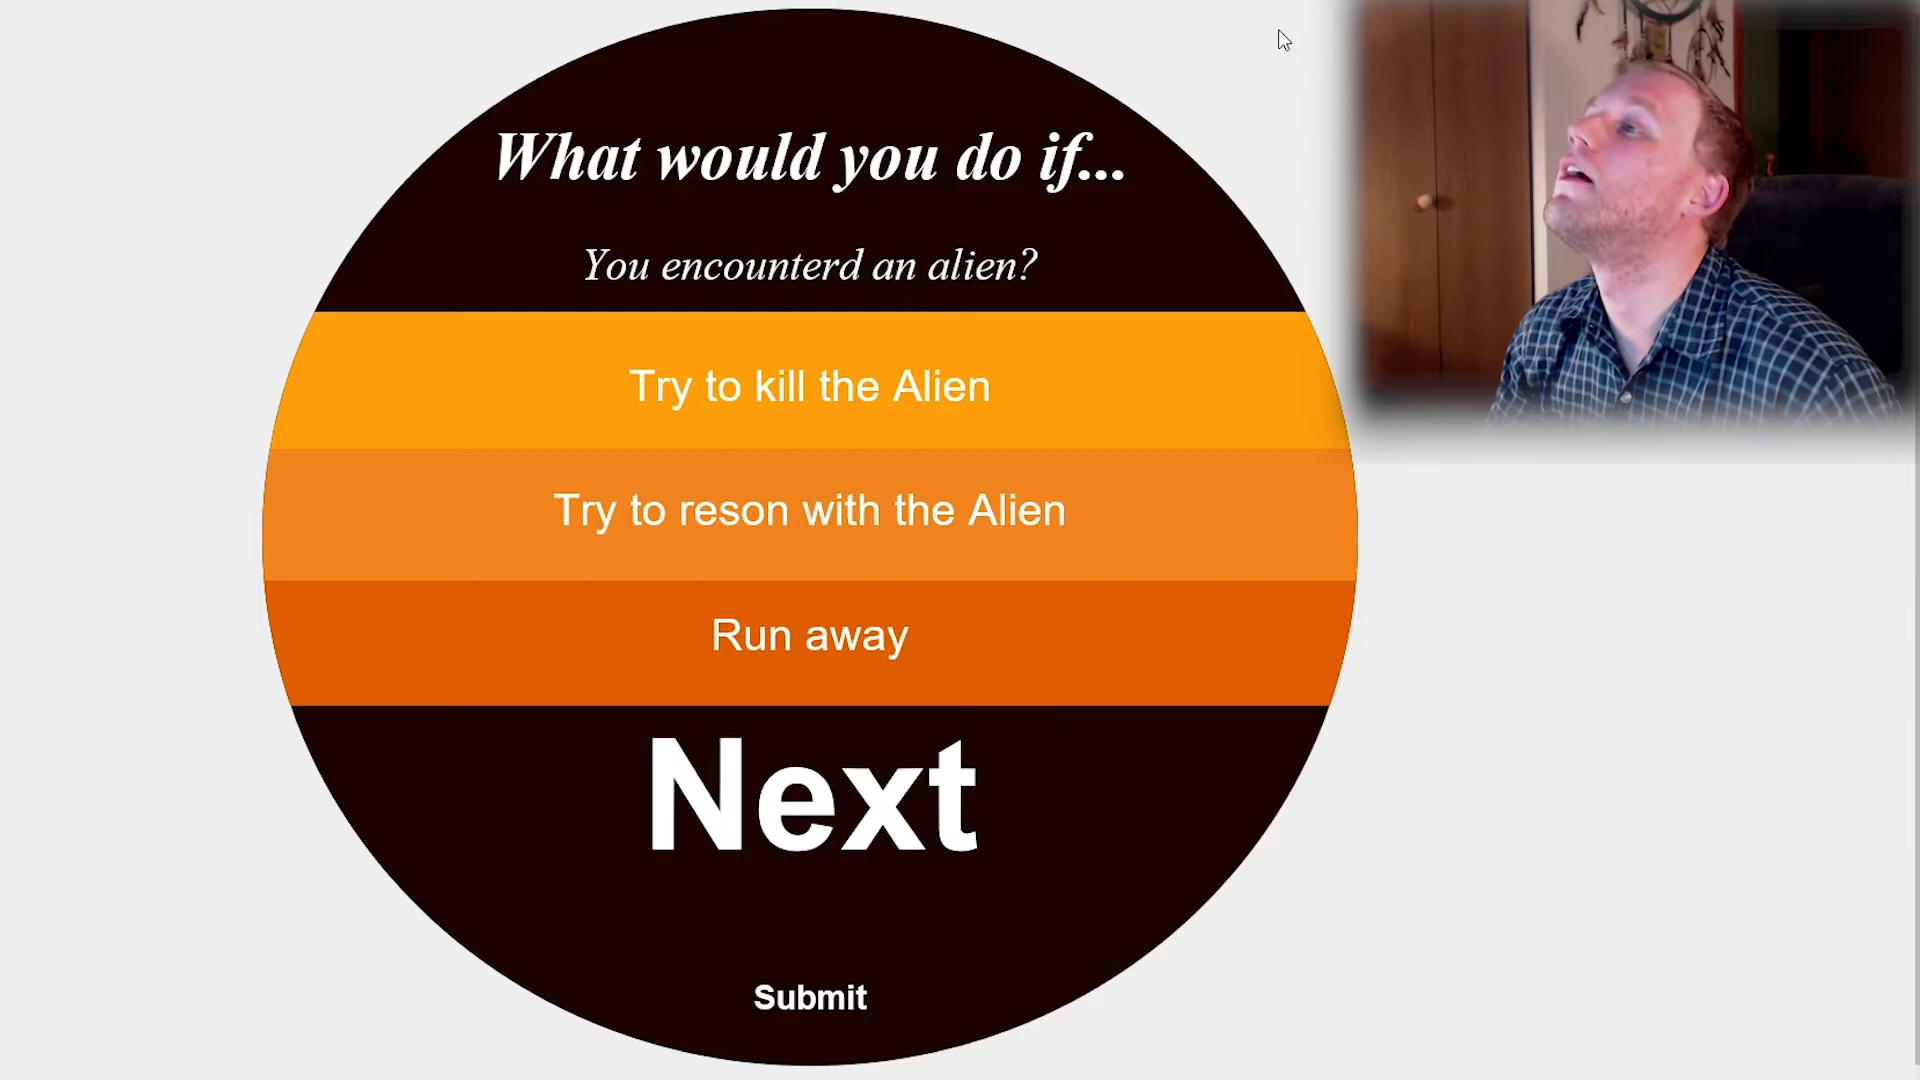 What would you do if...
You encounterd an alien?
Try to kill the Alien
Try to reson with the Alien
Run away
Next
Submit